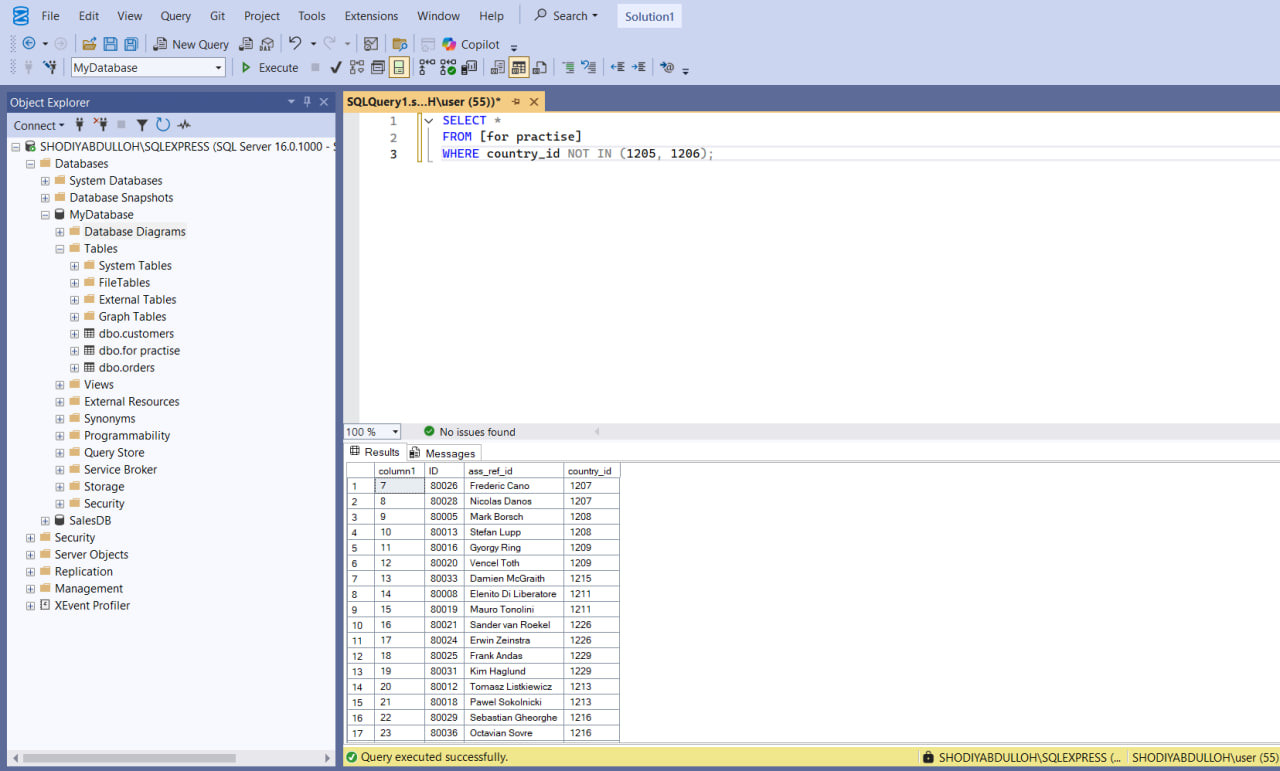 File Edit View Query Git Project Tools Extensions Window Help Search Solution1
New Query Copilot
MyDatabase Execute
Object Explorer
Connect
SHODIYABDULLOH\SQLEXPRESS (SQL Server 16.0.1000 - S
Databases
System Databases
Database Snapshots
MyDatabase
Database Diagrams
Tables
System Tables
FileTables
External Tables
Graph Tables
dbo.customers
dbo.for practise
dbo.orders
Views
External Resources
Synonyms
Programmability
Query Store
Service Broker
Storage
Security
SalesDB
Security
Server Objects
Replication
Management
XEvent Profiler
SQLQuery1.s...H\user (55))*
1 SELECT *
2 FROM [for practise]
3 WHERE country_id NOT IN (1205, 1206);
100 % No issues found
Results Messages
column1 ID ass_ref_id country_id
1 7 80026 Frederic Cano 1207
2 8 80028 Nicolas Danos 1207
3 9 80005 Mark Borsch 1208
4 10 80013 Stefan Lupp 1208
5 11 80016 Gyorgy Ring 1209
6 12 80020 Vencel Toth 1209
7 13 80033 Damien McGraith 1215
8 14 80008 Elenito Di Liberatore 1211
9 15 80019 Mauro Tonolini 1211
10 16 80021 Sander van Roekel 1226
11 17 80024 Erwin Zeinstra 1226
12 18 80025 Frank Andas 1229
13 19 80031 Kim Haglund 1229
14 20 80012 Tomasz Listkiewicz 1213
15 21 80018 Pawel Sokolnicki 1213
16 22 80029 Sebastian Gheorghe 1216
17 23 80036 Octavian Sovre 1216
Query executed successfully. SHODIYABDULLOH\SQLEXPRESS (... SHODIYABDULLOH\user (55)